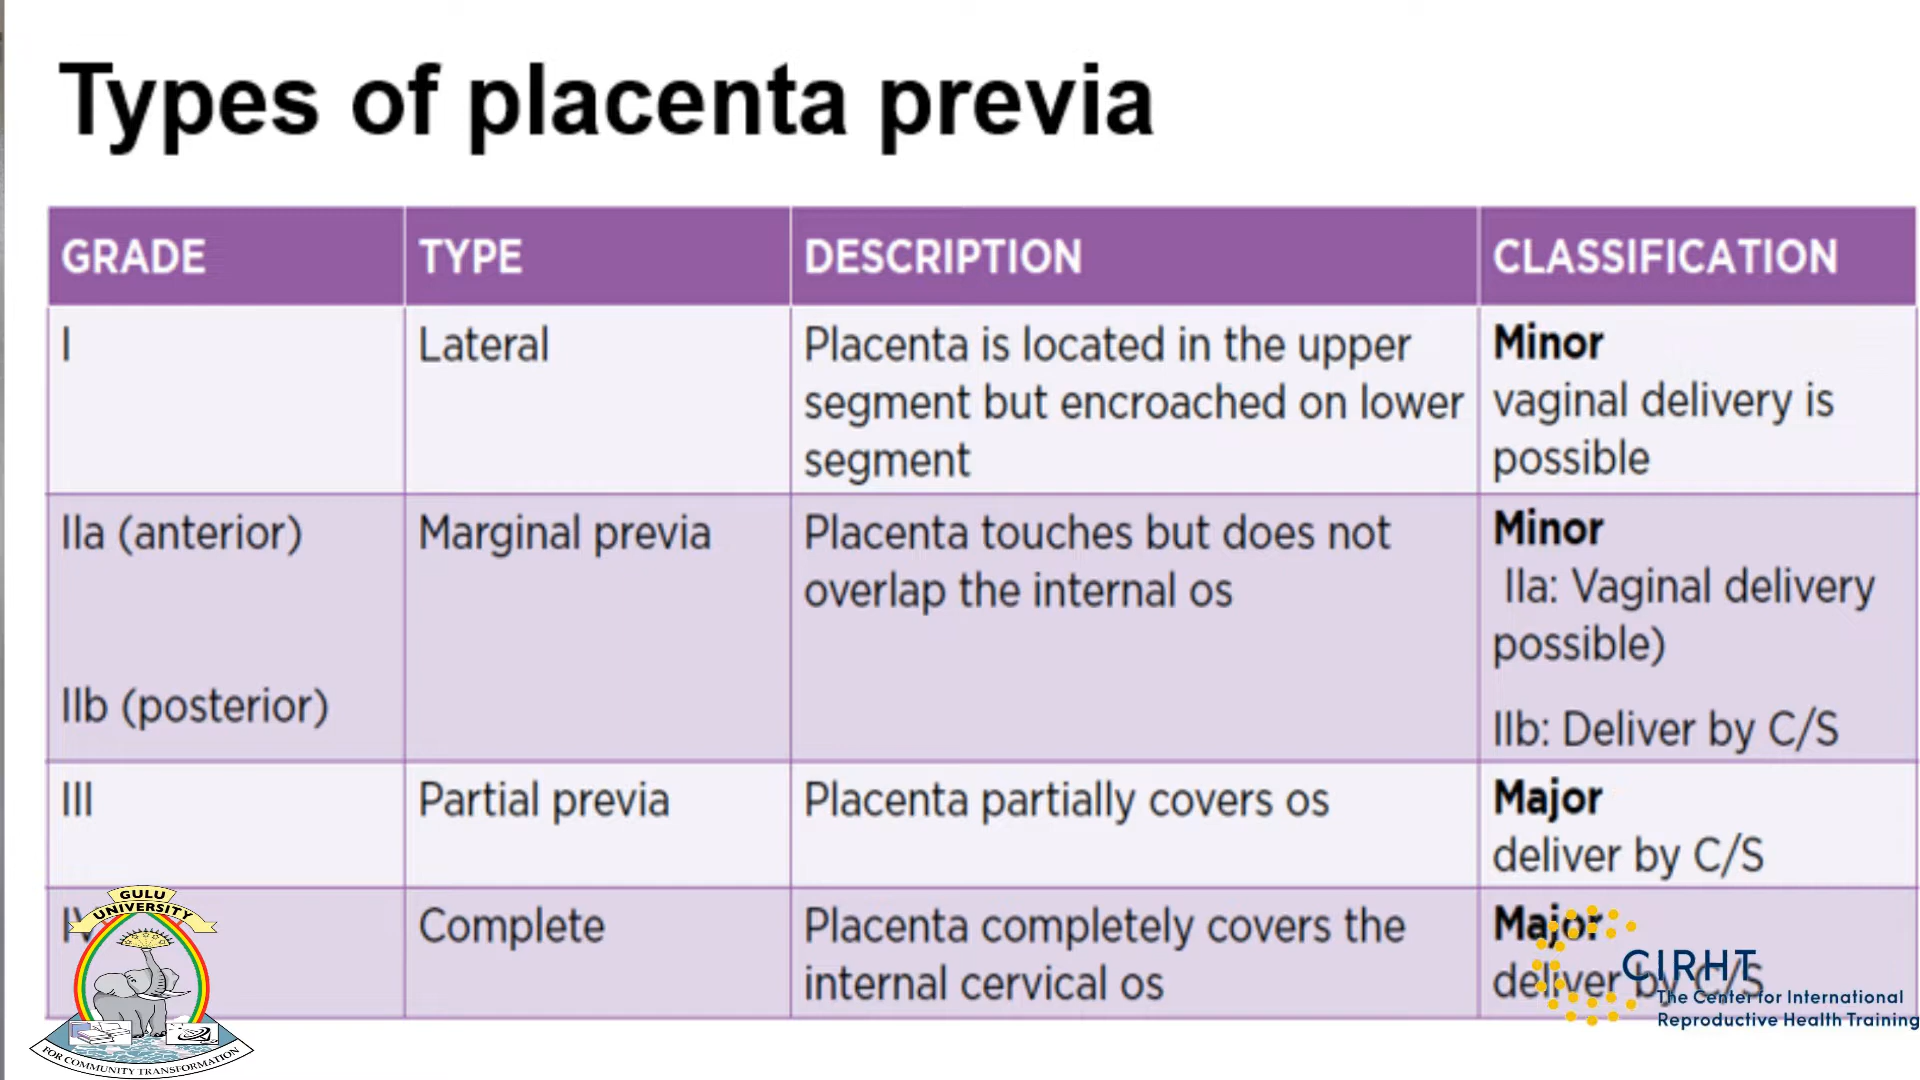 Types of placenta previa
GRADE
TYPE
DESCRIPTION
CLASSIFICATION
I
Lateral
Placenta is located in the upper
segment but encroached on lower
segment
Minor
vaginal delivery is
possible
IIa (anterior)
IIb (posterior)
Marginal previa
Placenta touches but does not
overlap the internal os
Minor
IIa: Vaginal delivery
possible)
IIb: Deliver by C/S
III
Partial previa
Placenta partially covers os
Major
deliver by C/S
IV
Complete
Placenta completely covers the
internal cervical os
Major
deliver by C/S
GULU
UNIVERSITY
FOR COMMUNITY TRANSFORMATION
CIRHT
The Center for International
Reproductive Health Training